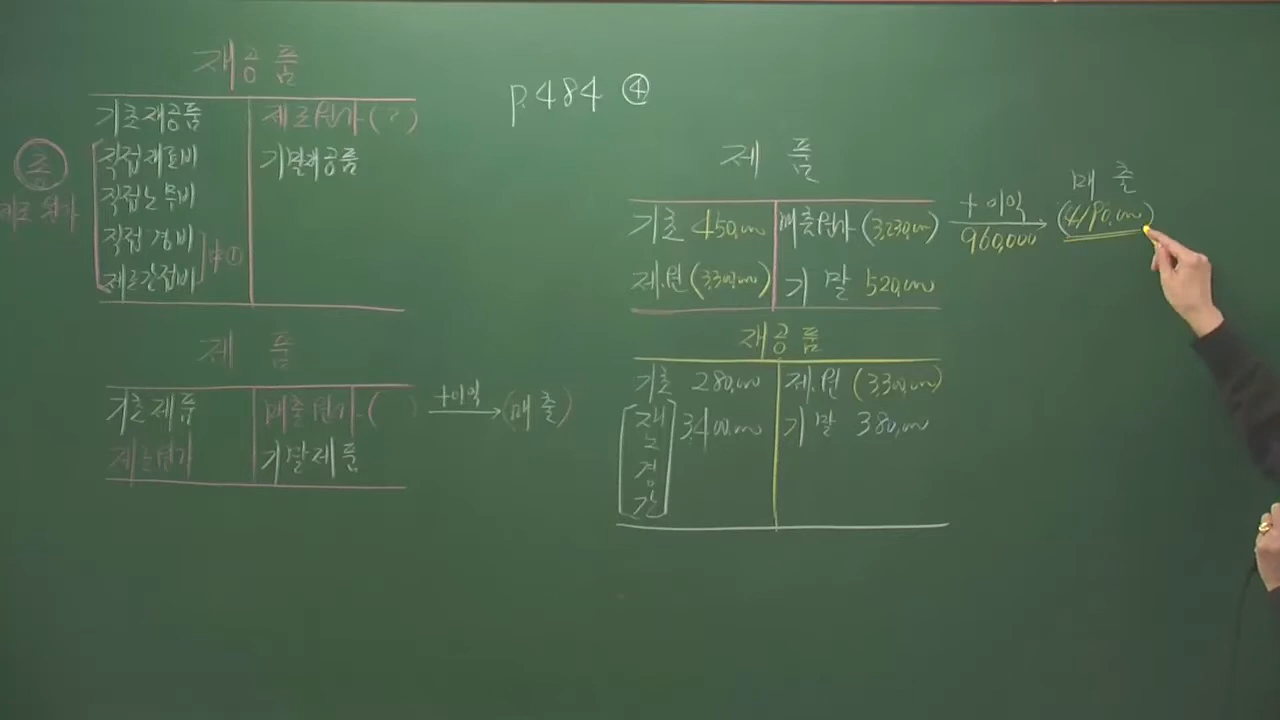 재공품
기초재공품 제조원가(?)
총 직접재료비 기말재공품
제조원가 직접노무비
직접경비
제조간접비
제 품
기초제품 매출원가( ) +이익 (매출)
제조원가 기말제품
p.484 ④
제 품
기초 450,000 매출원가 (3,230,000) +이익 960,000 매출 (4,190,000)
제.원 (3,300,000) 기말 520,000
재공품
기초 280,000 제.원 (3,300,000)
재 3,400,000 기말 380,000
노
경
간